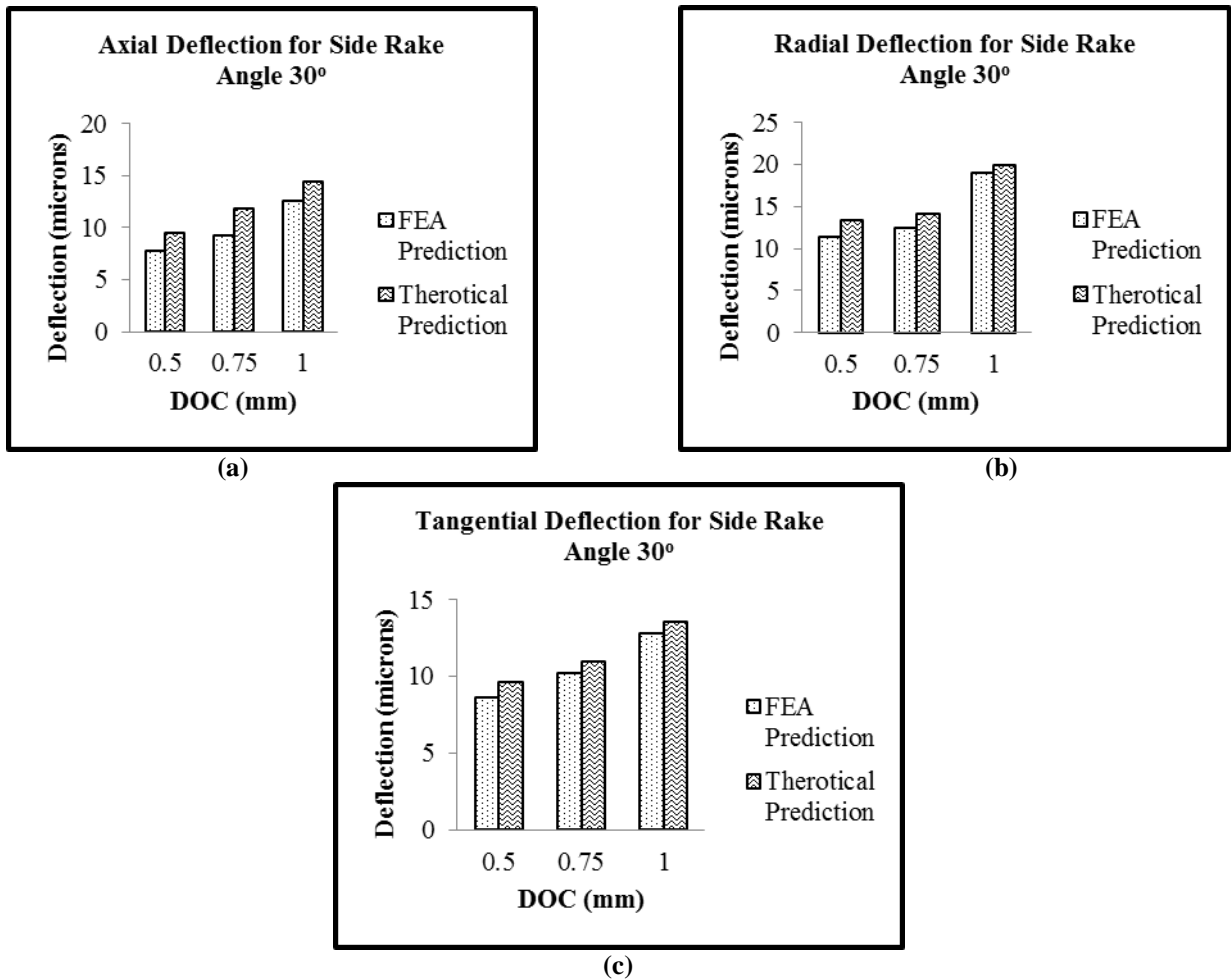 Axial Deflection for Side Rake
Angle 30º
Deflection (microns)
20
15
10
5
0
0.5 0.75 1
DOC (mm)
FEA
Prediction
Therotical
Prediction
(a)
Radial Deflection for Side Rake
Angle 30º
Deflection (microns)
25
20
15
10
5
0
0.5 0.75 1
DOC (mm)
FEA
Prediction
Therotical
Prediction
(b)
Tangential Deflection for Side Rake
Angle 30º
Deflection (microns)
15
10
5
0
0.5 0.75 1
DOC (mm)
FEA
Prediction
Therotical
Prediction
(c)